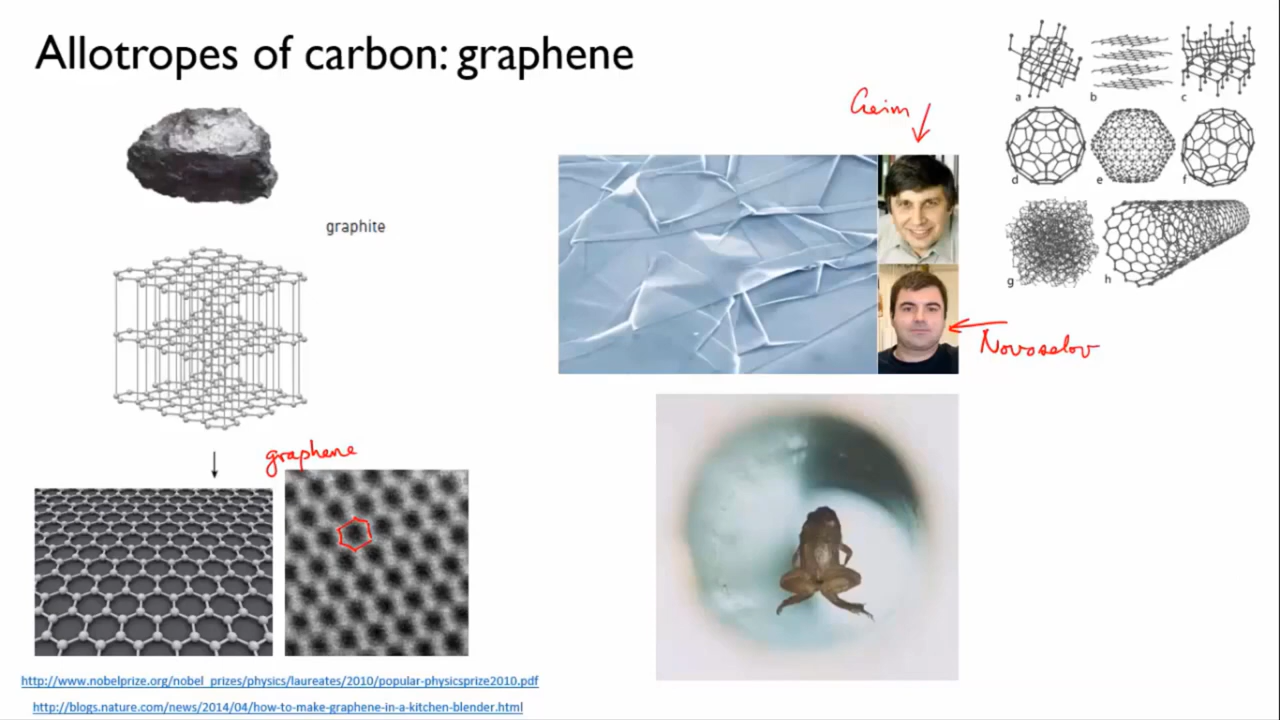 Allotropes of carbon: graphene
a
b
c
d
e
f
g
h
Geim
graphite
Novoselov
graphene
http://www.nobelprize.org/nobel_prizes/physics/laureates/2010/popular-physicsprize2010.pdf
http://blogs.nature.com/news/2014/04/how-to-make-graphene-in-a-kitchen-blender.html